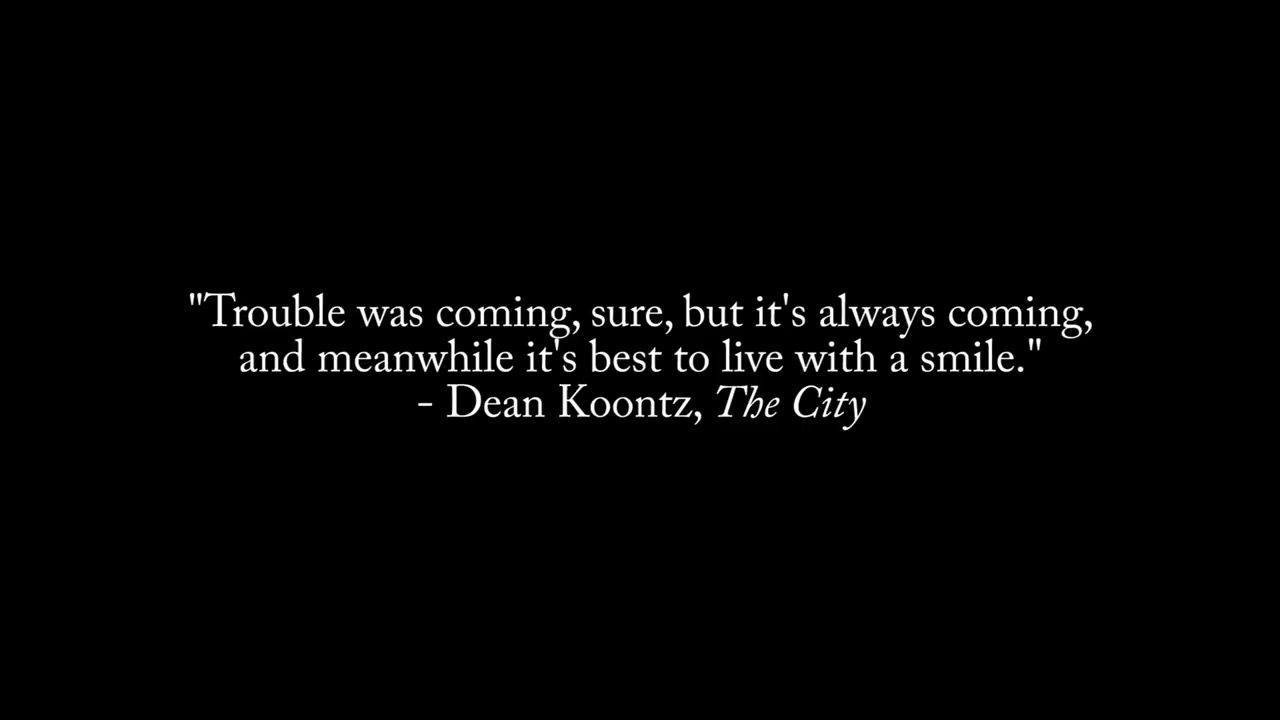 "Trouble was coming, sure, but it's always coming,
and meanwhile it's best to live with a smile."
- Dean Koontz, The City